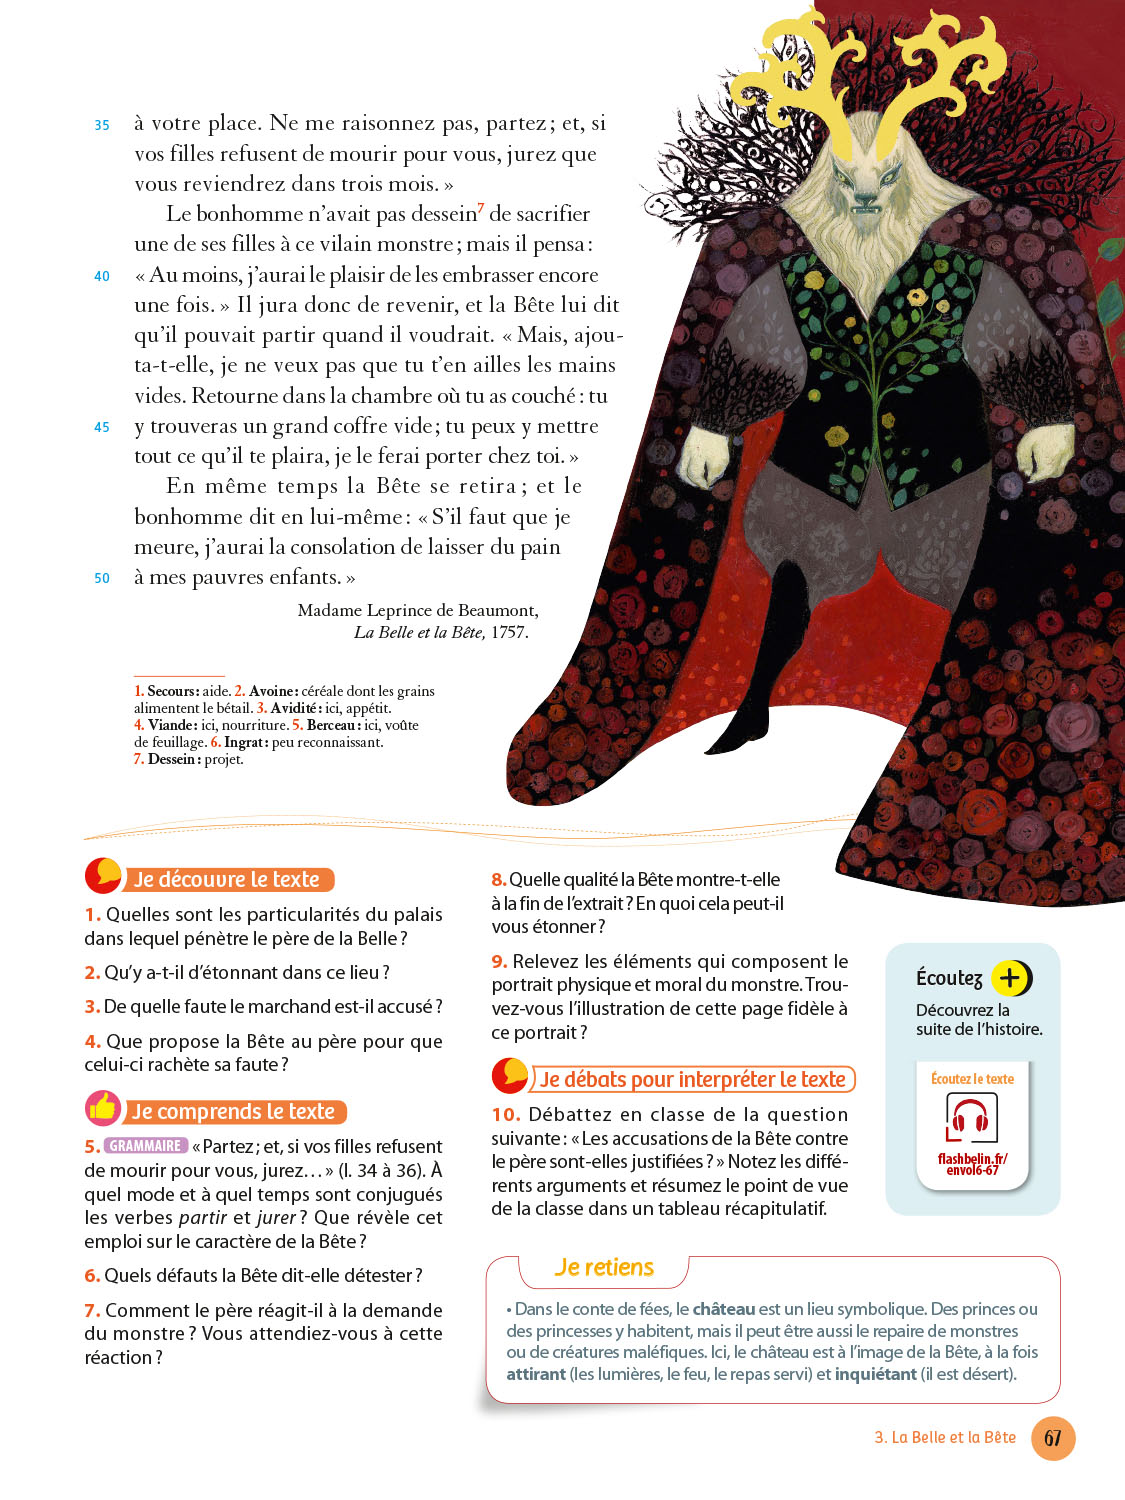 35 à votre place. Ne me raisonnez pas, partez ; et, si
vos filles refusent de mourir pour vous, jurez que
vous reviendrez dans trois mois. »
Le bonhomme n’avait pas dessein7 de sacrifier
une de ses filles à ce vilain monstre ; mais il pensa :
40 « Au moins, j’aurai le plaisir de les embrasser encore
une fois. » Il jura donc de revenir, et la Bête lui dit
qu’il pouvait partir quand il voudrait. « Mais, ajou-
ta-t-elle, je ne veux pas que tu t’en ailles les mains
vides. Retourne dans la chambre où tu as couché : tu
45 y trouveras un grand coffre vide ; tu peux y mettre
tout ce qu’il te plaira, je le ferai porter chez toi. »
En même temps la Bête se retira ; et le
bonhomme dit en lui-même : « S’il faut que je
meure, j’aurai la consolation de laisser du pain
50 à mes pauvres enfants. »
Madame Leprince de Beaumont,
La Belle et la Bête, 1757.
1. Secours : aide. 2. Avoine : céréale dont les grains
alimentent le bétail. 3. Avidité : ici, appétit.
4. Viande : ici, nourriture. 5. Berceau : ici, voûte
de feuillage. 6. Ingrat : peu reconnaissant.
7. Dessein : projet.
Je découvre le texte
1. Quelles sont les particularités du palais
dans lequel pénètre le père de la Belle ?
2. Qu’y a-t-il d’étonnant dans ce lieu ?
3. De quelle faute le marchand est-il accusé ?
4. Que propose la Bête au père pour que
celui-ci rachète sa faute ?
Je comprends le texte
5. GRAMMAIRE « Partez ; et, si vos filles refusent
de mourir pour vous, jurez… » (l. 34 à 36). À
quel mode et à quel temps sont conjugués
les verbes partir et jurer ? Que révèle cet
emploi sur le caractère de la Bête ?
6. Quels défauts la Bête dit-elle détester ?
7. Comment le père réagit-il à la demande
du monstre ? Vous attendiez-vous à cette
réaction ?
8. Quelle qualité la Bête montre-t-elle
à la fin de l’extrait ? En quoi cela peut-il
vous étonner ?
9. Relevez les éléments qui composent le
portrait physique et moral du monstre. Trou-
vez-vous l’illustration de cette page fidèle à
ce portrait ?
Je débats pour interpréter le texte
10. Débattez en classe de la question
suivante : « Les accusations de la Bête contre
le père sont-elles justifiées ? » Notez les diffé-
rents arguments et résumez le point de vue
de la classe dans un tableau récapitulatif.
Écoutez +
Découvrez la
suite de l’histoire.
Écoutez le texte
flashbelin.fr/
envol6-67
Je retiens
• Dans le conte de fées, le château est un lieu symbolique. Des princes ou
des princesses y habitent, mais il peut être aussi le repaire de monstres
ou de créatures maléfiques. Ici, le château est à l’image de la Bête, à la fois
attirant (les lumières, le feu, le repas servi) et inquiétant (il est désert).
3. La Belle et la Bête 67